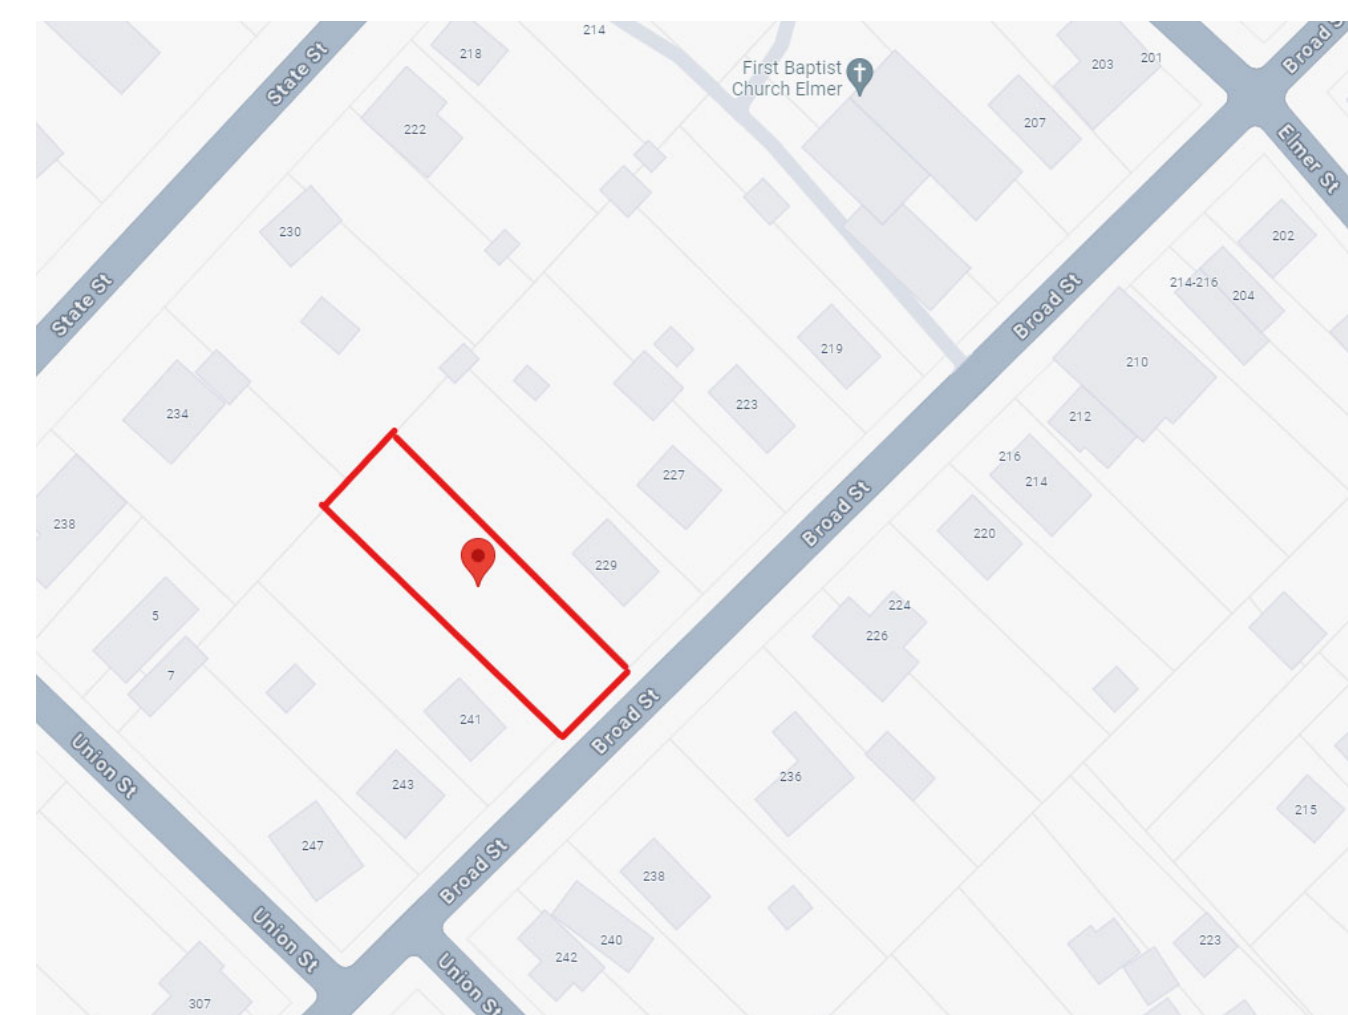 214
218
State St
First Baptist
Church Elmer
203
201
Broad S
222
207
Elmer St
230
202
State St
214-216
204
Broad St
219
210
234
223
212
227
216
214
238
Broad St
220
229
5
224
226
7
241
Broad St
Union St
236
243
215
247
Broad St
238
Union St
240
223
242
Union St
307